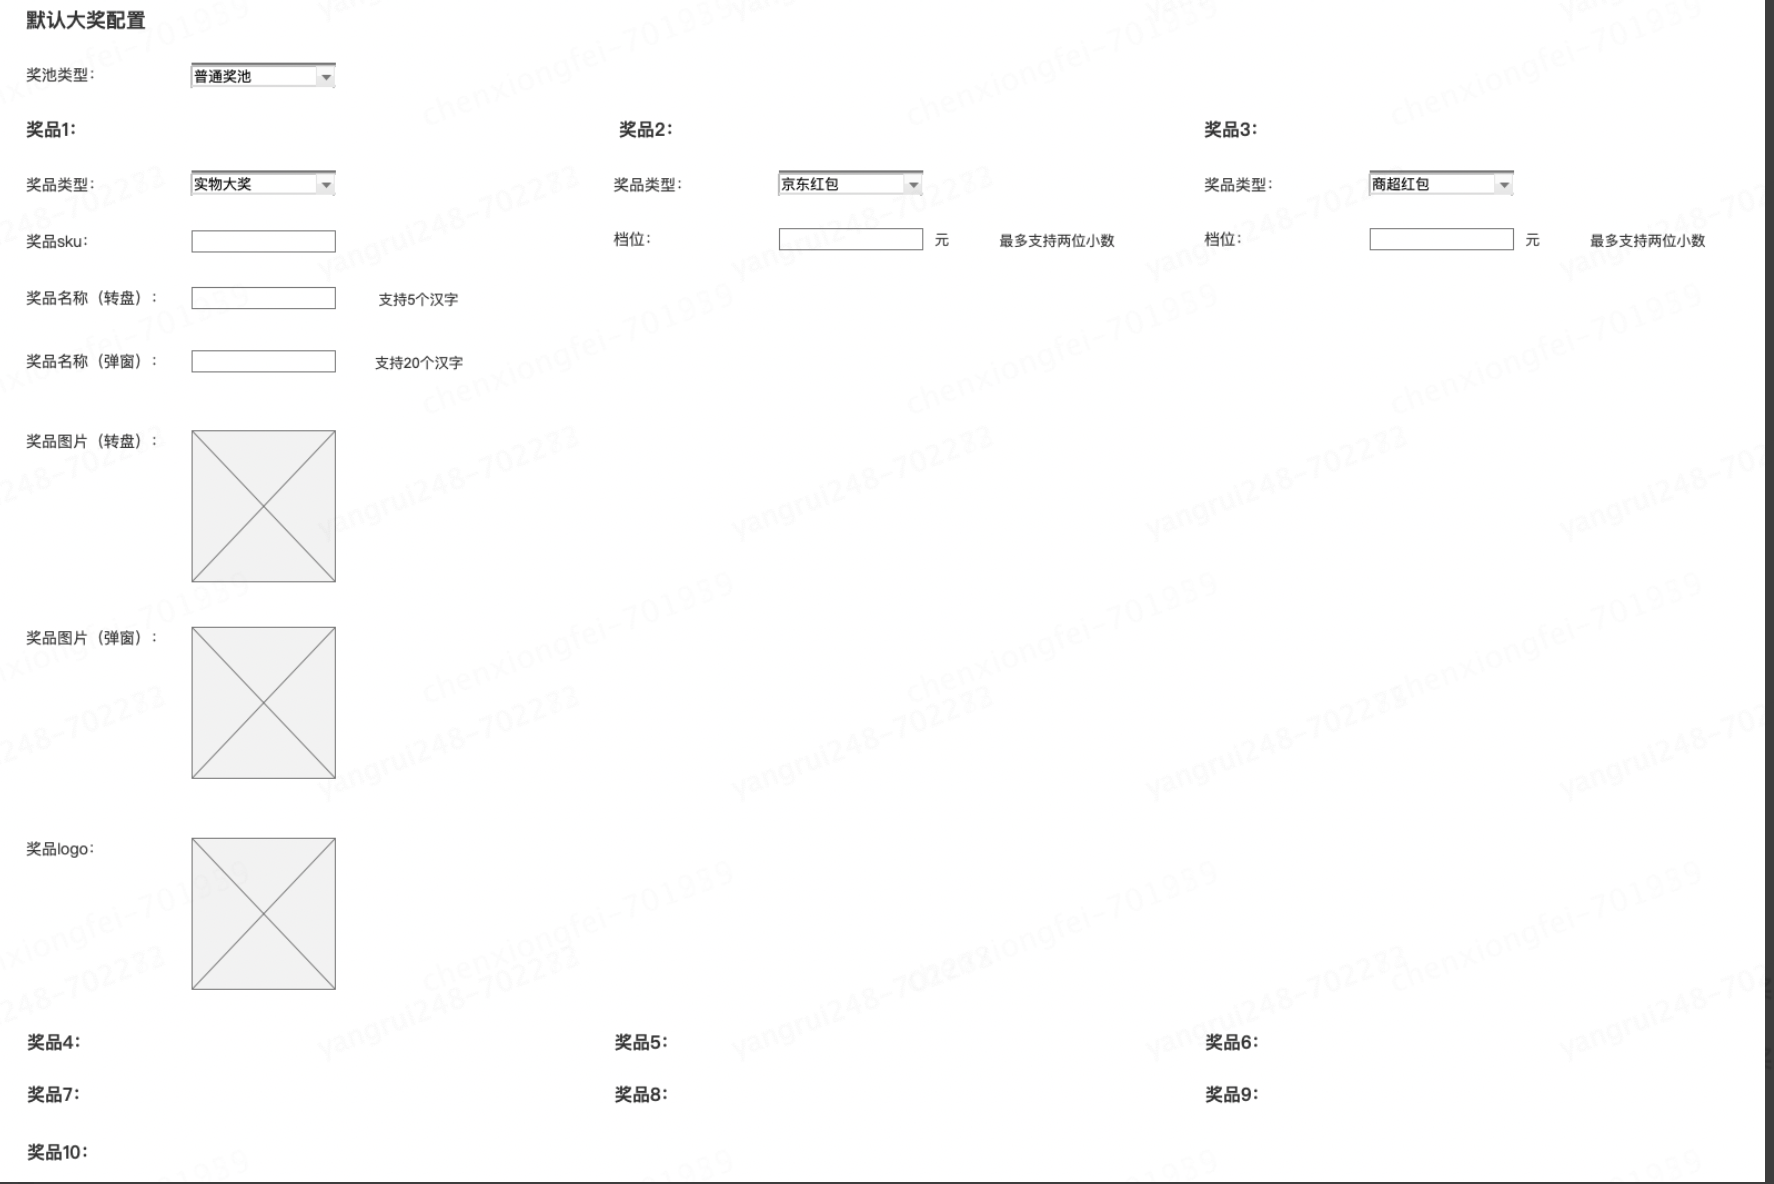 默认大奖配置
奖池类型： 普通奖池
奖品1： 奖品2： 奖品3：
奖品类型： 实物大奖 奖品类型： 京东红包 奖品类型： 商超红包
奖品sku： 档位： 元 最多支持两位小数 档位： 元 最多支持两位小数
奖品名称（转盘）： 支持5个汉字
奖品名称（弹窗）： 支持20个汉字
奖品图片（转盘）：
奖品图片（弹窗）：
奖品logo：
奖品4： 奖品5： 奖品6：
奖品7： 奖品8： 奖品9：
奖品10：